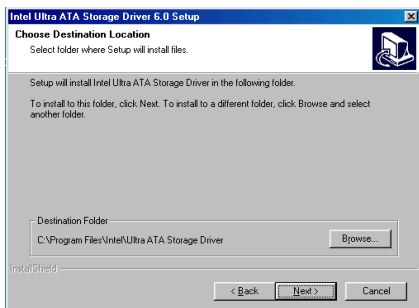 Intel Ultra ATA Storage Driver 6.0 Setup
Choose Destination Location
Select folder where Setup will install files.
Setup will install Intel Ultra ATA Storage Driver in the following folder.
To install to this folder, click Next. To install to a different folder, click Browse and select
another folder.
Destination Folder
C:\Program Files\Intel\Ultra ATA Storage Driver
Browse...
InstallShield
< Back
Next >
Cancel